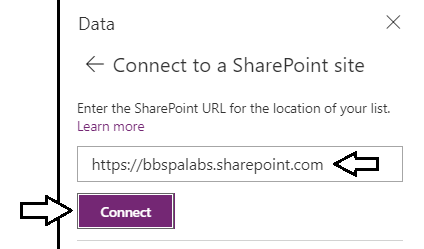 Data
Connect to a SharePoint site
Enter the SharePoint URL for the location of your list.
Learn more
https://bbspalabs.sharepoint.com
Connect